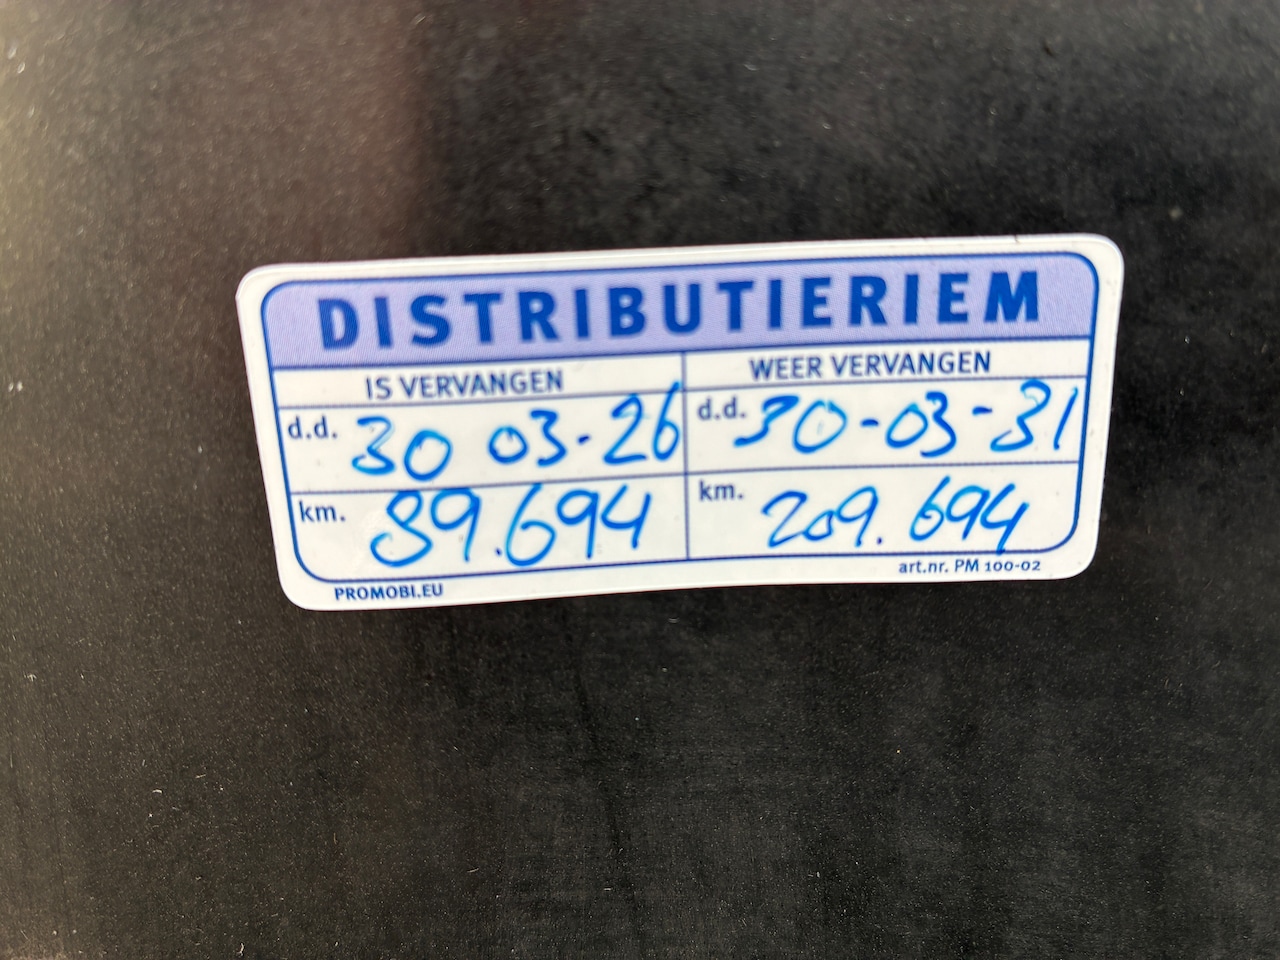 DISTRIBUTIERIEM
IS VERVANGEN
WEER VERVANGEN
d.d. 30 03-26
d.d. 30-03-31
km. 89.694
km. 209.694
PROMOBI.EU
art.nr. PM 100-02